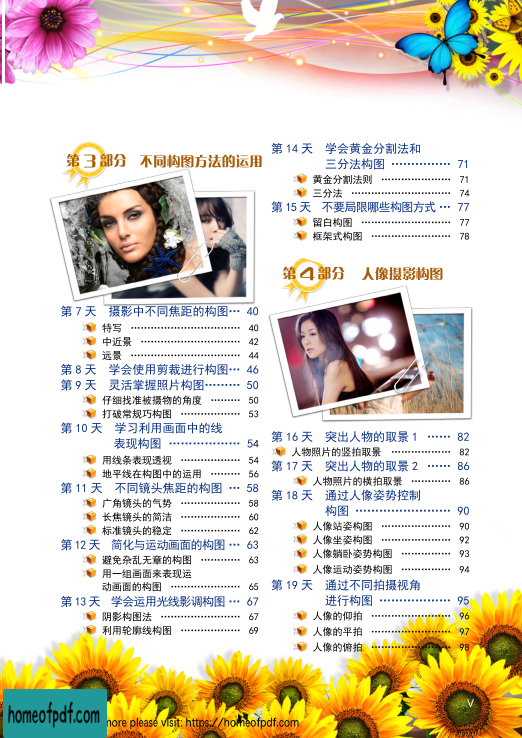 第3部分 不同构图方法的运用
第 7 天 摄影中不同焦距的构图… 40
特写 ………………………… 40
中近景 ……………………… 42
远景 ………………………… 44
第 8 天 学会使用剪裁进行构图… 46
第 9 天 灵活掌握照片构图……… 50
仔细找准被摄物的角度 ……… 50
打破常规巧构图 ……………… 53
第 10 天 学习利用画面中的线
表现构图 ……………… 54
用线条表现透视 ……………… 54
地平线在构图中的运用 ……… 56
第 11 天 不同镜头焦距的构图 … 58
广角镜头的气势 ……………… 58
长焦镜头的简洁 ……………… 60
标准镜头的稳定 ……………… 62
第 12 天 简化与运动画面的构图 … 63
避免杂乱无章的构图 ………… 63
用一组画面来表现运
动画面的构图 ……………… 65
第 13 天 学会运用光线影调构图 … 67
阴影构图法 …………………… 67
利用轮廓线构图 ……………… 69
第 14 天 学会黄金分割法和
三分法构图 …………… 71
黄金分割法则 ………………… 71
三分法 ………………………… 74
第 15 天 不要局限哪些构图方式 … 77
留白构图 ……………………… 77
框架式构图 …………………… 78
第4部分 人像摄影构图
第 16 天 突出人物的取景 1 …… 82
人物照片的竖拍取景 ………… 82
第 17 天 突出人物的取景 2 …… 86
人物照片的横拍取景 ………… 86
第 18 天 通过人像姿势控制
构图 …………………… 90
人像站姿构图 ………………… 90
人像坐姿构图 ………………… 92
人像躺卧姿势构图 …………… 93
人像运动姿势构图 …………… 94
第 19 天 通过不同拍摄视角
进行构图 ……………… 95
人像的仰拍 …………………… 96
人像的平拍 …………………… 97
人像的俯拍 …………………… 98
V
homeofpdf.com
more please visit: https://homeofpdf.com